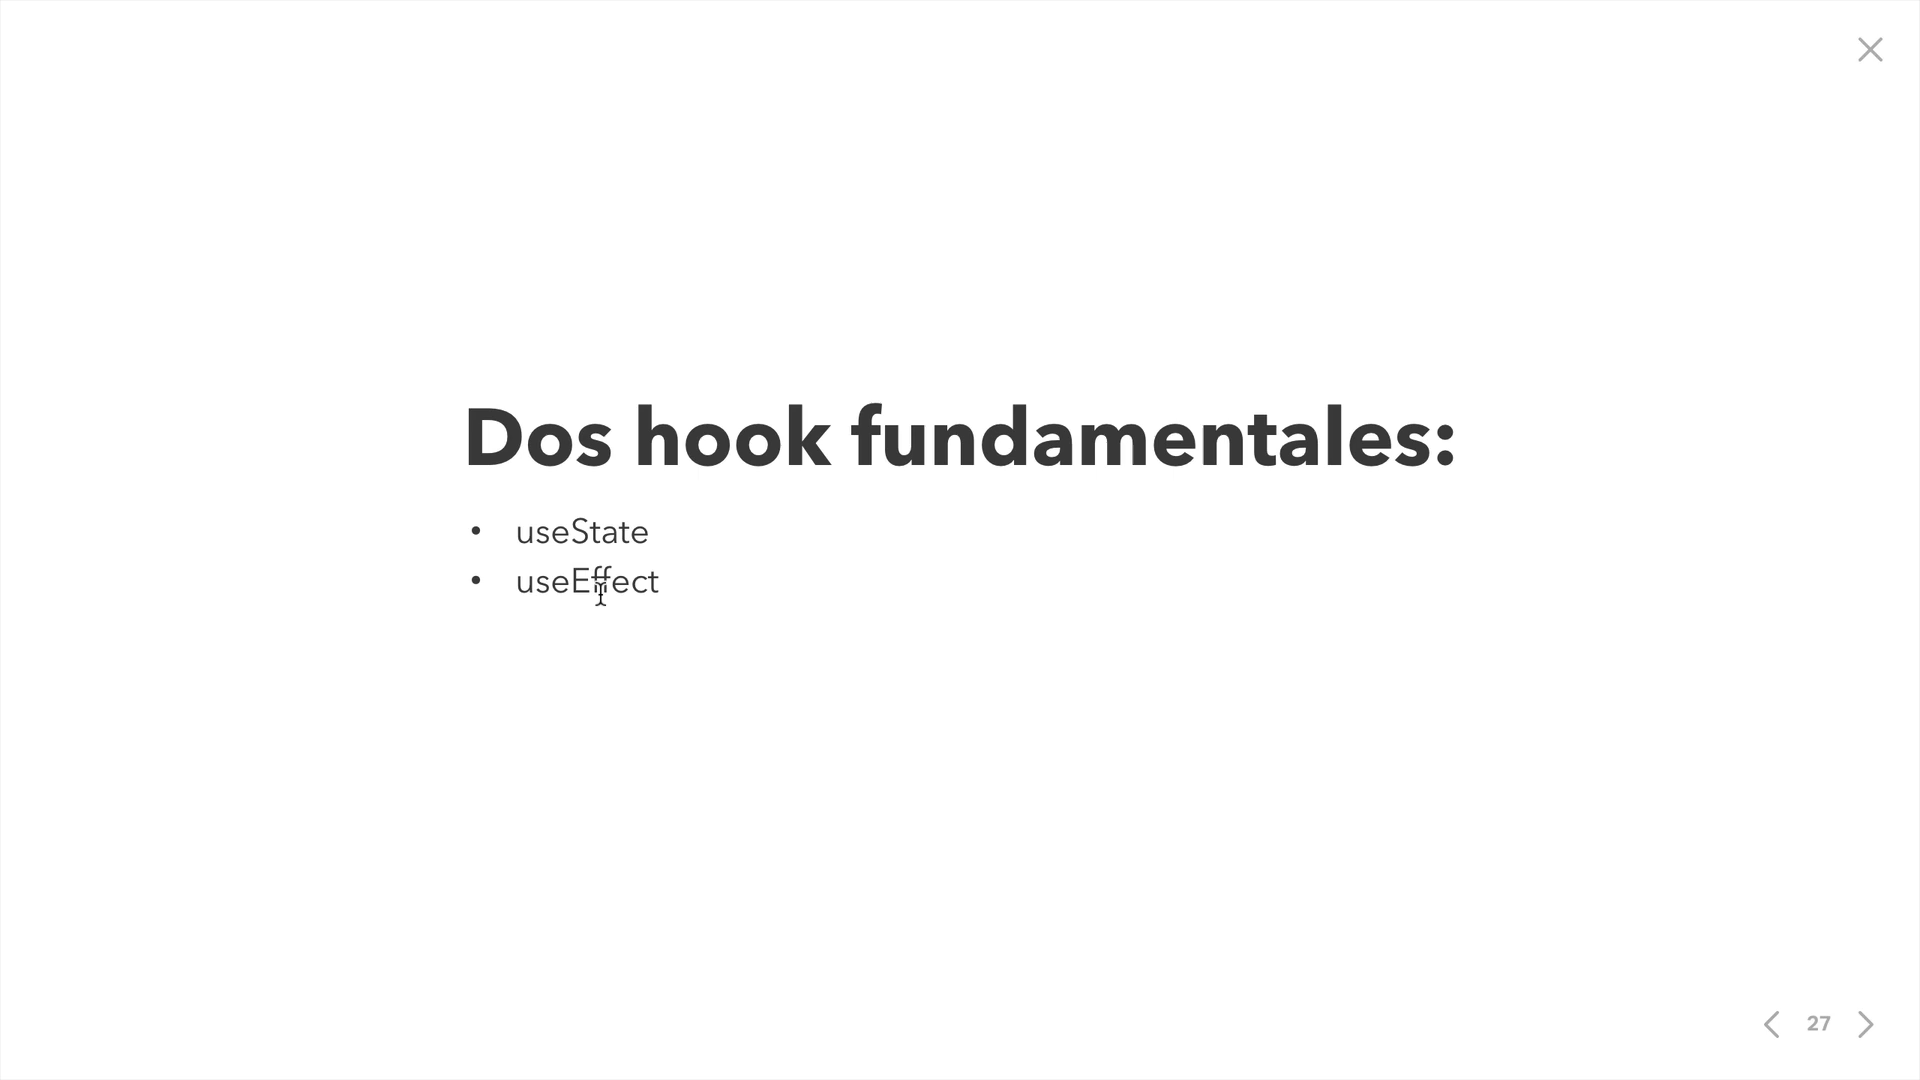 Dos hook fundamentales:
• useState
• useEffect
27